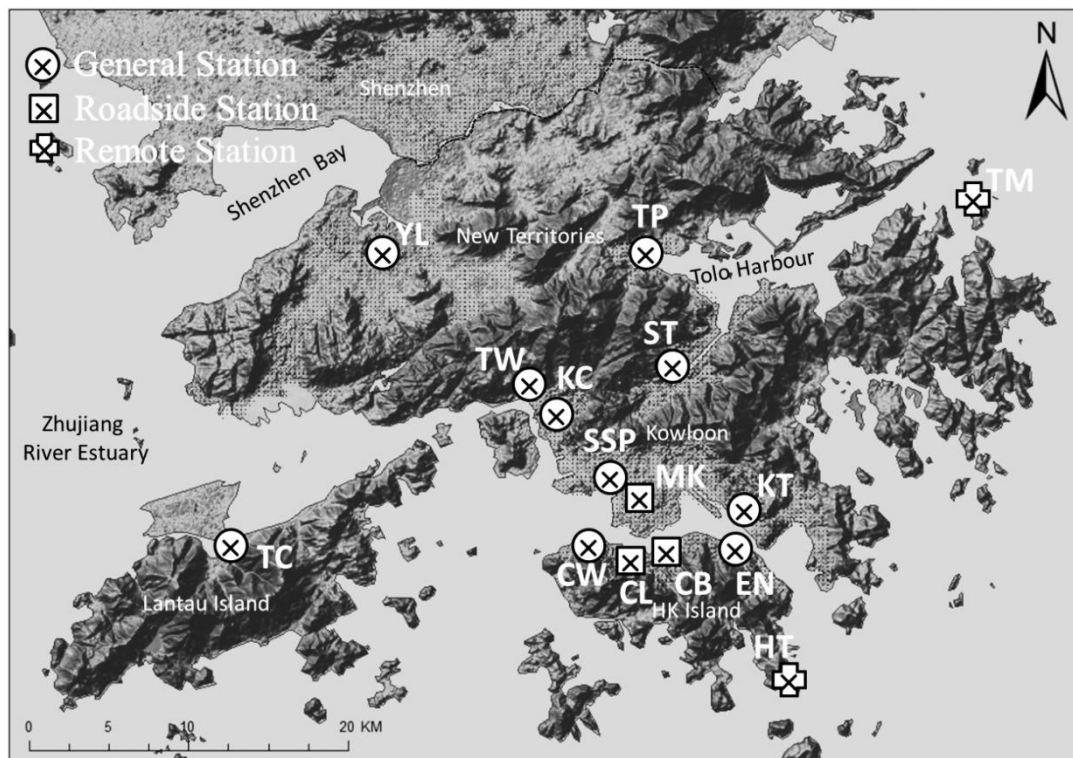 N
General Station
Shenzhen
Roadside Station
Remote Station
Shenzhen Bay
TM
TP
YL
New Territories
Tolo Harbour
ST
TW
KC
Zhujiang
River Estuary
Kowloon
SSP
MK
KT
TC
CW
CL
CB
EN
Lantau Island
HK Island
HT
0 5 10 20 KM